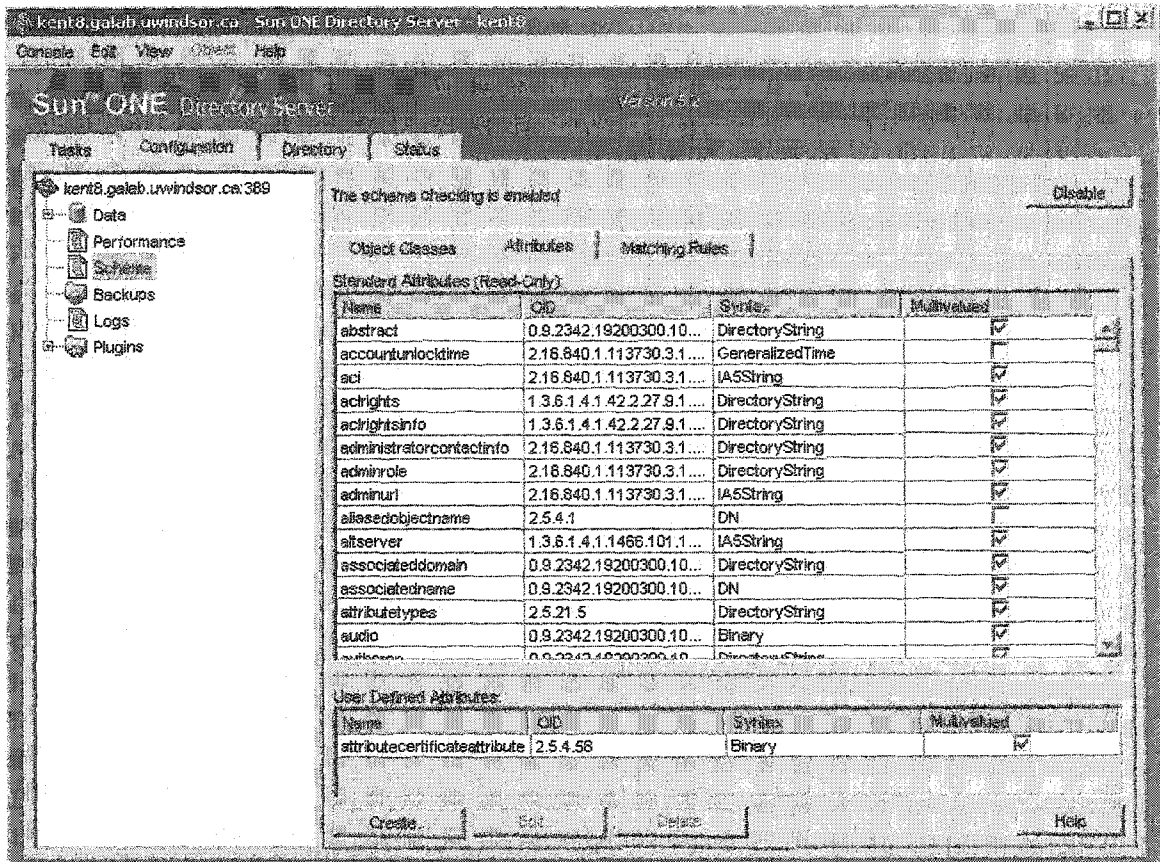 kent8.galab.uwindsor.ca - Sun ONE Directory Server - kent8
Console Edit View Object Help
Sun™ ONE Directory Server
Version 5.2
Tasks Configuration Directory Status
kent8.galab.uwindsor.ca:389
Data
Performance
Schema
Backups
Logs
Plugins
The schema checking is enabled
Disable
Object Classes Attributes Matching Rules
Standard Attributes (Read-Only):
Name OID Syntax Multivalued
abstract 0.9.2342.19200300.10... DirectoryString
accountunlocktime 2.16.840.1.113730.3.1.... GeneralizedTime
aci 2.16.840.1.113730.3.1.... IA5String
aclrights 1.3.6.1.4.1.42.2.27.9.1.... DirectoryString
aclrightsinfo 1.3.6.1.4.1.42.2.27.9.1.... DirectoryString
administratorcontactinfo 2.16.840.1.113730.3.1.... DirectoryString
adminrole 2.16.840.1.113730.3.1.... DirectoryString
adminurl 2.16.840.1.113730.3.1.... IA5String
aliasedobjectname 2.5.4.1 DN
altserver 1.3.6.1.4.1.1466.101.1... IA5String
associateddomain 0.9.2342.19200300.10... DirectoryString
associatedname 0.9.2342.19200300.10... DN
attributetypes 2.5.21.5 DirectoryString
audio 0.9.2342.19200300.10... Binary
User Defined Attributes:
Name OID Syntax Multivalued
attributecertificateattribute 2.5.4.58 Binary
Create... Edit... Delete Help